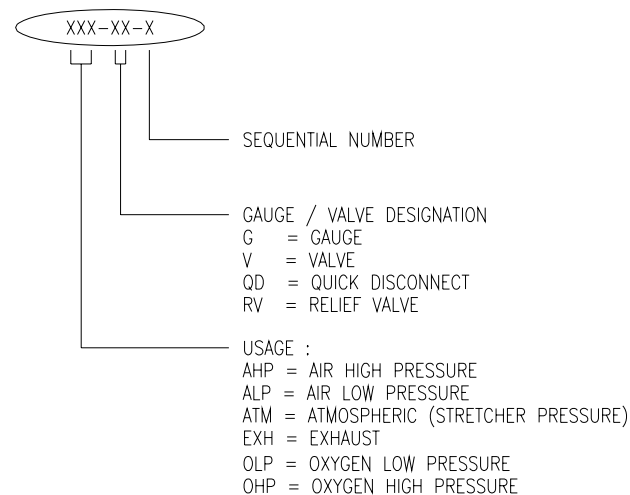 XXX-XX-X
SEQUENTIAL NUMBER
GAUGE / VALVE DESIGNATION
G = GAUGE
V = VALVE
QD = QUICK DISCONNECT
RV = RELIEF VALVE
USAGE :
AHP = AIR HIGH PRESSURE
ALP = AIR LOW PRESSURE
ATM = ATMOSPHERIC (STRETCHER PRESSURE)
EXH = EXHAUST
OLP = OXYGEN LOW PRESSURE
OHP = OXYGEN HIGH PRESSURE